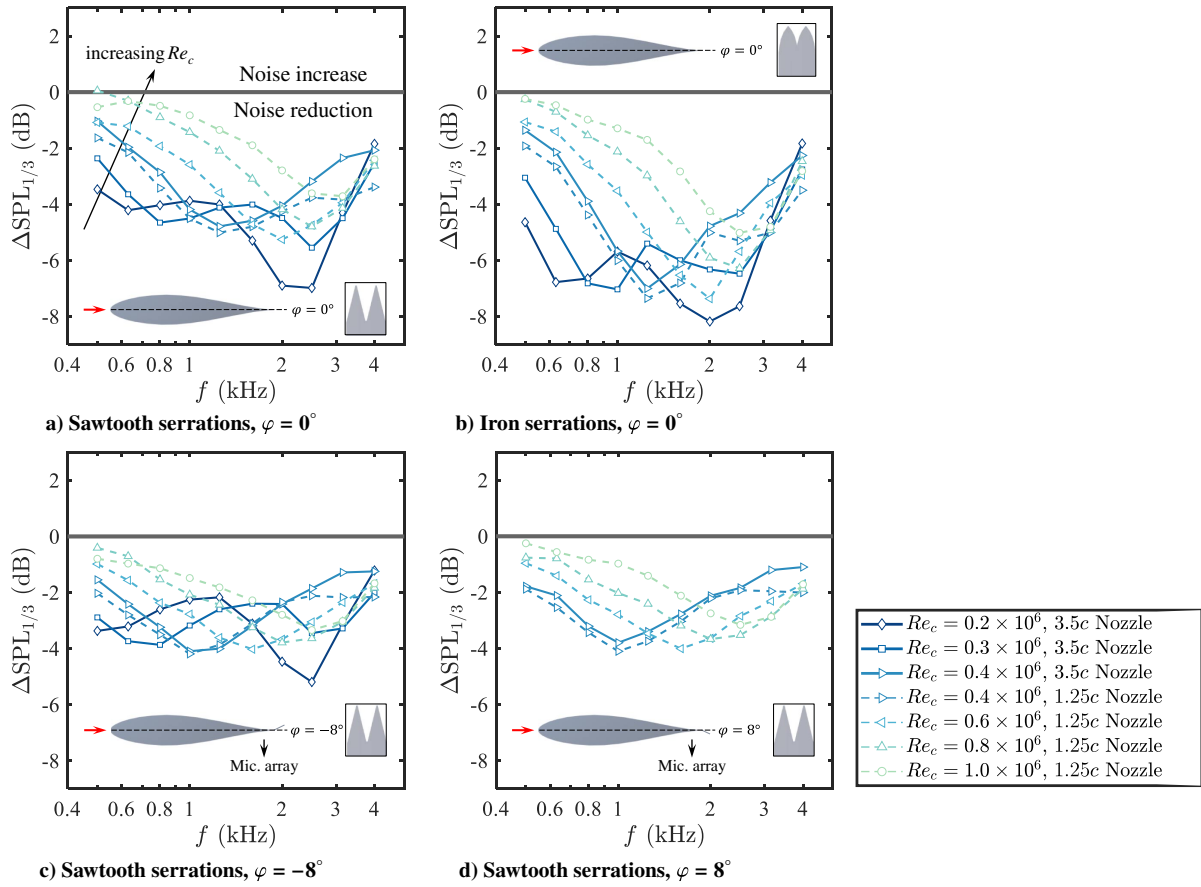 2
0
-2
-4
-6
-8
ΔSPL1/3 (dB)
increasing Re_c
Noise increase
Noise reduction
φ = 0°
0.4 0.6 0.8 1 2 3 4
f (kHz)
a) Sawtooth serrations, φ = 0°
2
0
-2
-4
-6
-8
ΔSPL1/3 (dB)
φ = 0°
0.4 0.6 0.8 1 2 3 4
f (kHz)
b) Iron serrations, φ = 0°
2
0
-2
-4
-6
-8
ΔSPL1/3 (dB)
φ = −8°
Mic. array
0.4 0.6 0.8 1 2 3 4
f (kHz)
c) Sawtooth serrations, φ = −8°
2
0
-2
-4
-6
-8
ΔSPL1/3 (dB)
φ = 8°
Mic. array
0.4 0.6 0.8 1 2 3 4
f (kHz)
d) Sawtooth serrations, φ = 8°
Re_c = 0.2 × 10^6, 3.5c Nozzle
Re_c = 0.3 × 10^6, 3.5c Nozzle
Re_c = 0.4 × 10^6, 3.5c Nozzle
Re_c = 0.4 × 10^6, 1.25c Nozzle
Re_c = 0.6 × 10^6, 1.25c Nozzle
Re_c = 0.8 × 10^6, 1.25c Nozzle
Re_c = 1.0 × 10^6, 1.25c Nozzle